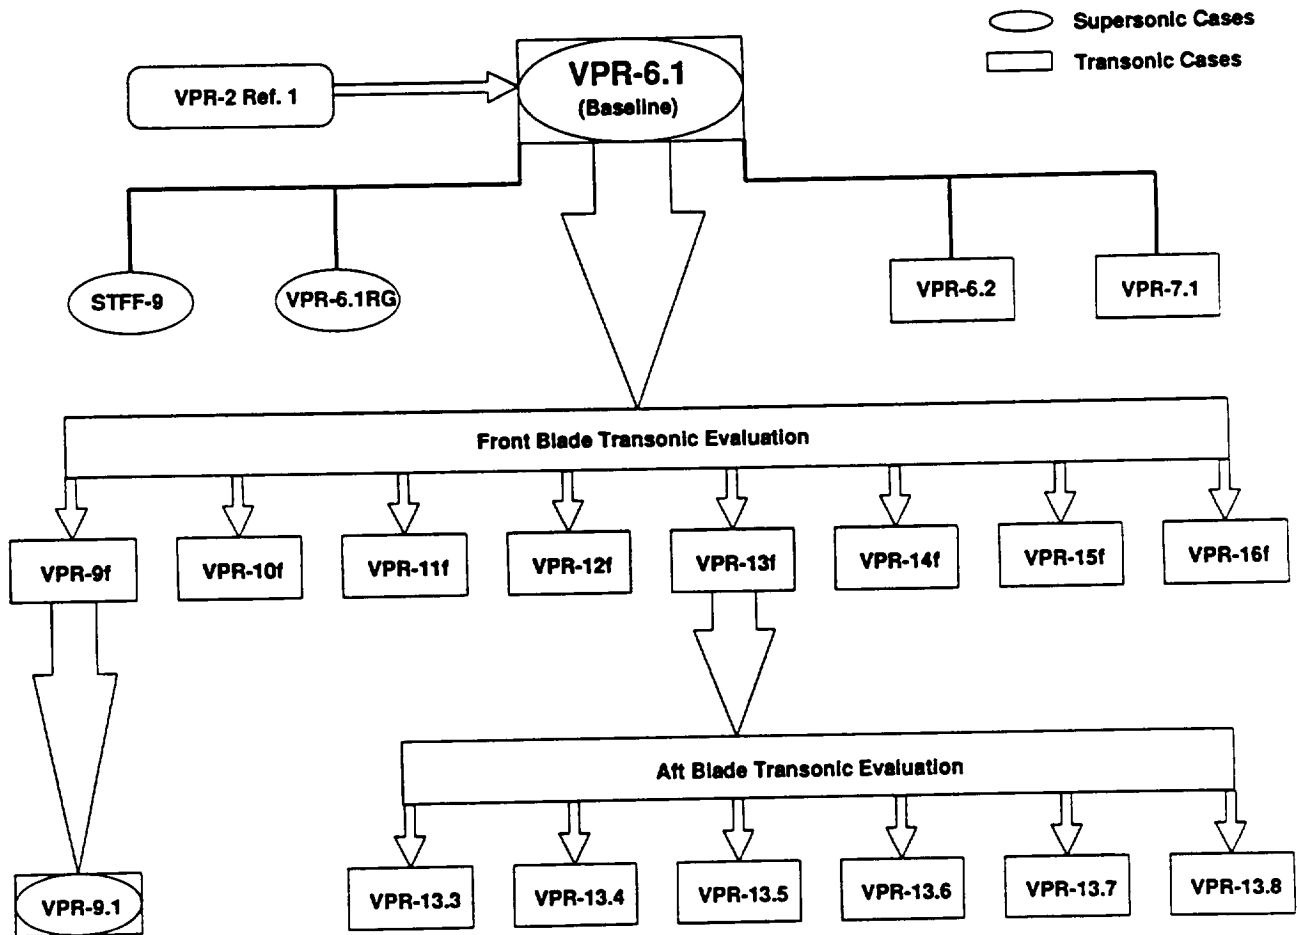 Supersonic Cases
Transonic Cases
VPR-2 Ref. 1
VPR-6.1
(Baseline)
STFF-9
VPR-6.1RG
VPR-6.2
VPR-7.1
Front Blade Transonic Evaluation
VPR-9f
VPR-10f
VPR-11f
VPR-12f
VPR-13f
VPR-14f
VPR-15f
VPR-16f
Aft Blade Transonic Evaluation
VPR-9.1
VPR-13.3
VPR-13.4
VPR-13.5
VPR-13.6
VPR-13.7
VPR-13.8